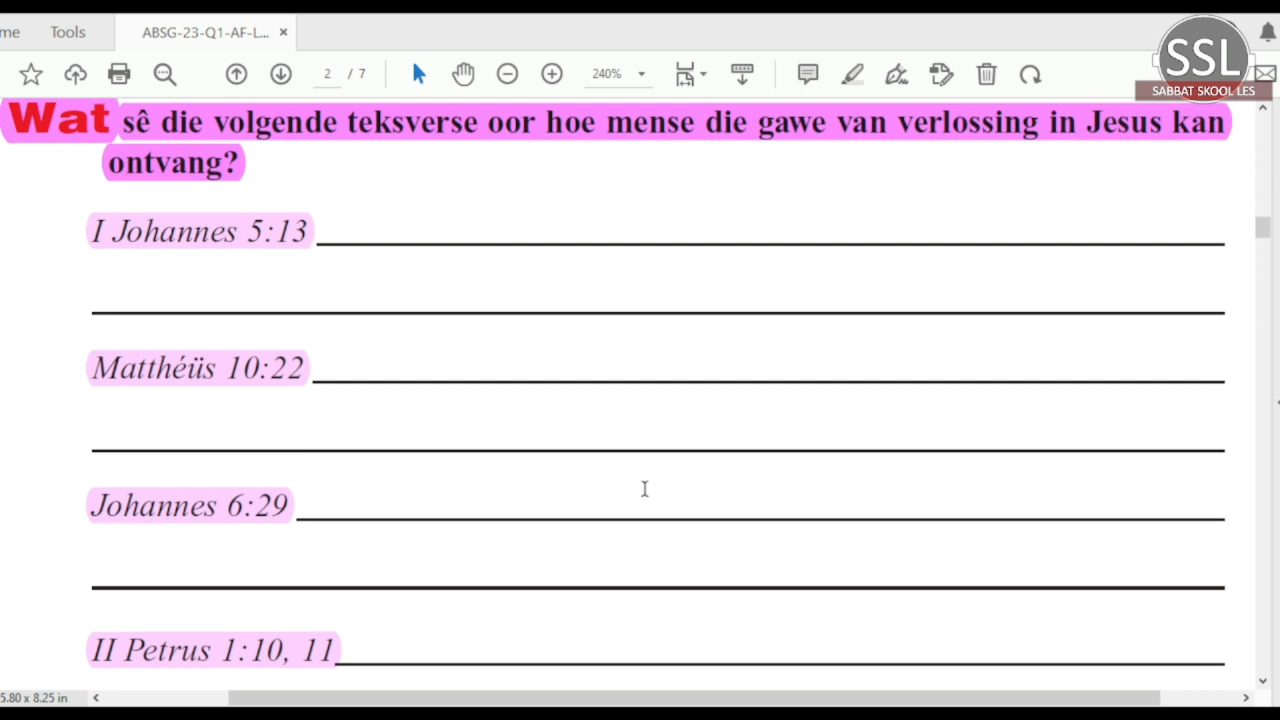 me Tools ABSG-23-Q1-AF-L... ×
SSL
SABBAT SKOOL LES
2 / 7 240%
Wat sê die volgende teksverse oor hoe mense die gawe van verlossing in Jesus kan
ontvang?
I Johannes 5:13
Matthéüs 10:22
Johannes 6:29
II Petrus 1:10, 11
5.80 x 8.25 in